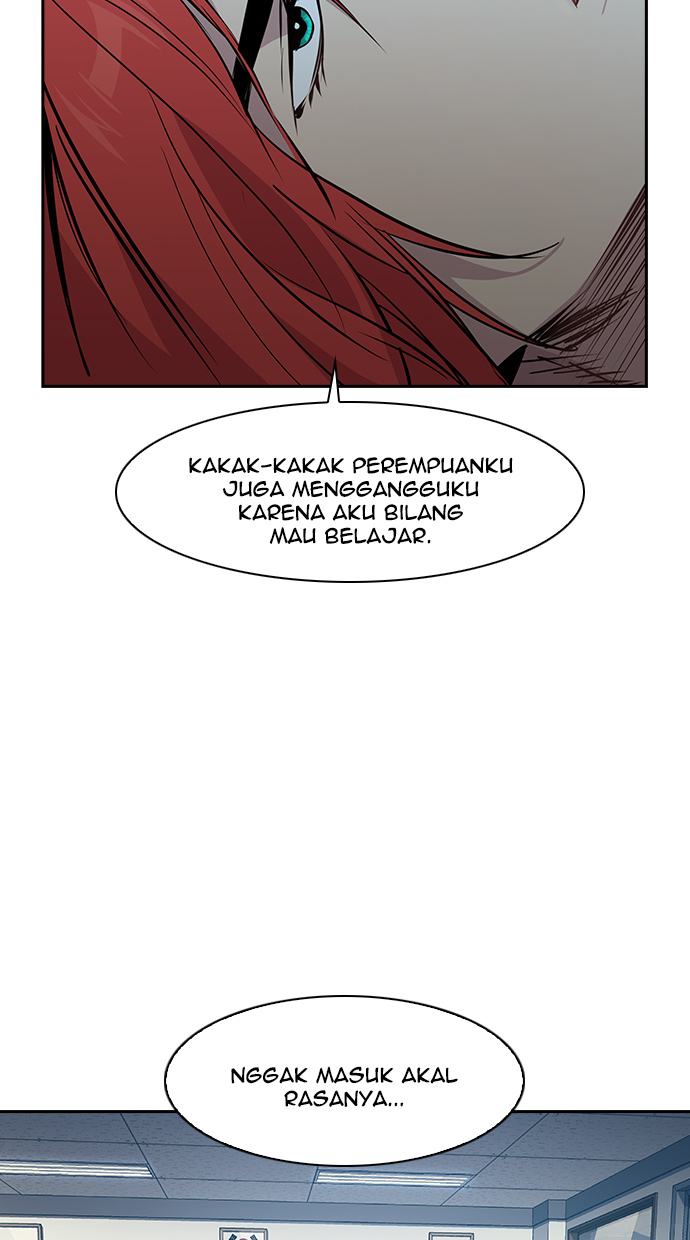 KAKAK-KAKAK PEREMPUANKU
JUGA MENGGANGGUKU
KARENA AKU BILANG
MAU BELAJAR.
NGGAK MASUK AKAL
RASANYA...